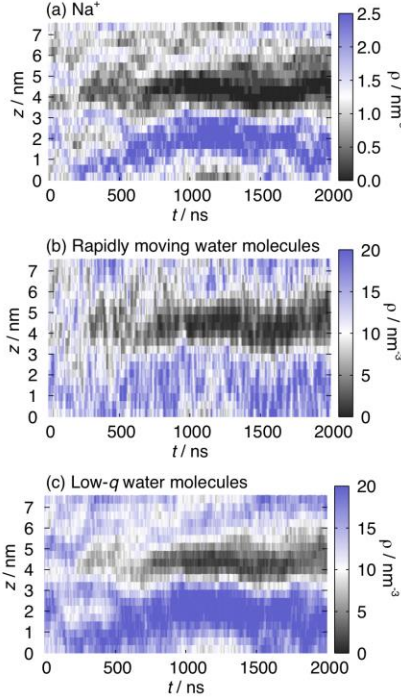 (a) Na⁺
7
6
5
4
3
2
1
0
z / nm
0 500 1000 1500 2000
t / ns
2.5
2.0
1.5
1.0
0.5
0.0
(b) Rapidly moving water molecules
7
6
5
4
3
2
1
0
z / nm
0 500 1000 1500 2000
t / ns
20
15
10
5
0
ρ / nm⁻³
(c) Low-q water molecules
7
6
5
4
3
2
1
0
z / nm
0 500 1000 1500 2000
t / ns
20
15
10
5
0
ρ / nm⁻³